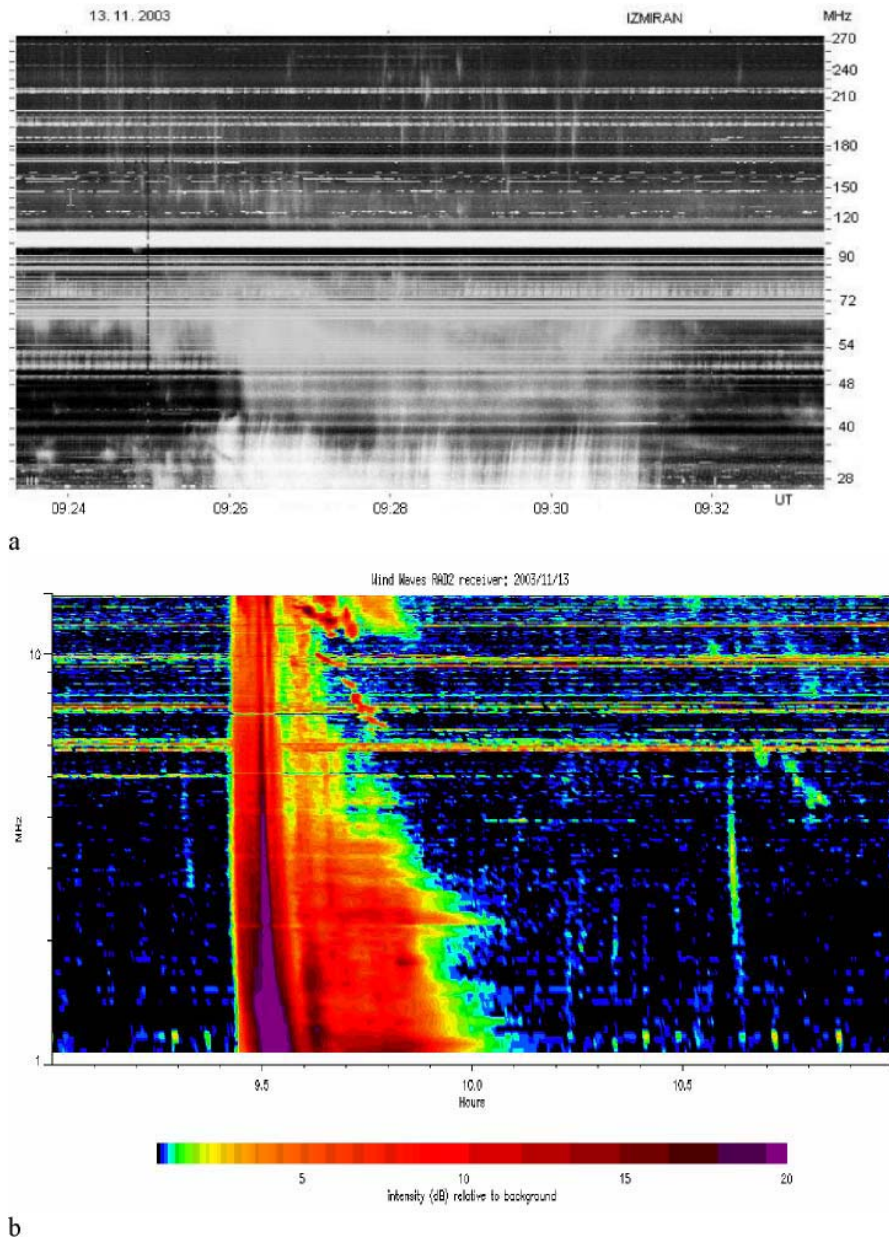 13.11.2003 IZMIRAN MHz
270
240
210
180
150
120
90
72
54
48
40
28
UT
09:24 09:26 09:28 09:30 09:32
a
Wind Waves RAD2 receiver: 2003/11/13
10
MHz
1
9.5 10.0 10.5
Hours
5 10 15 20
intensity (dB) relative to background
b